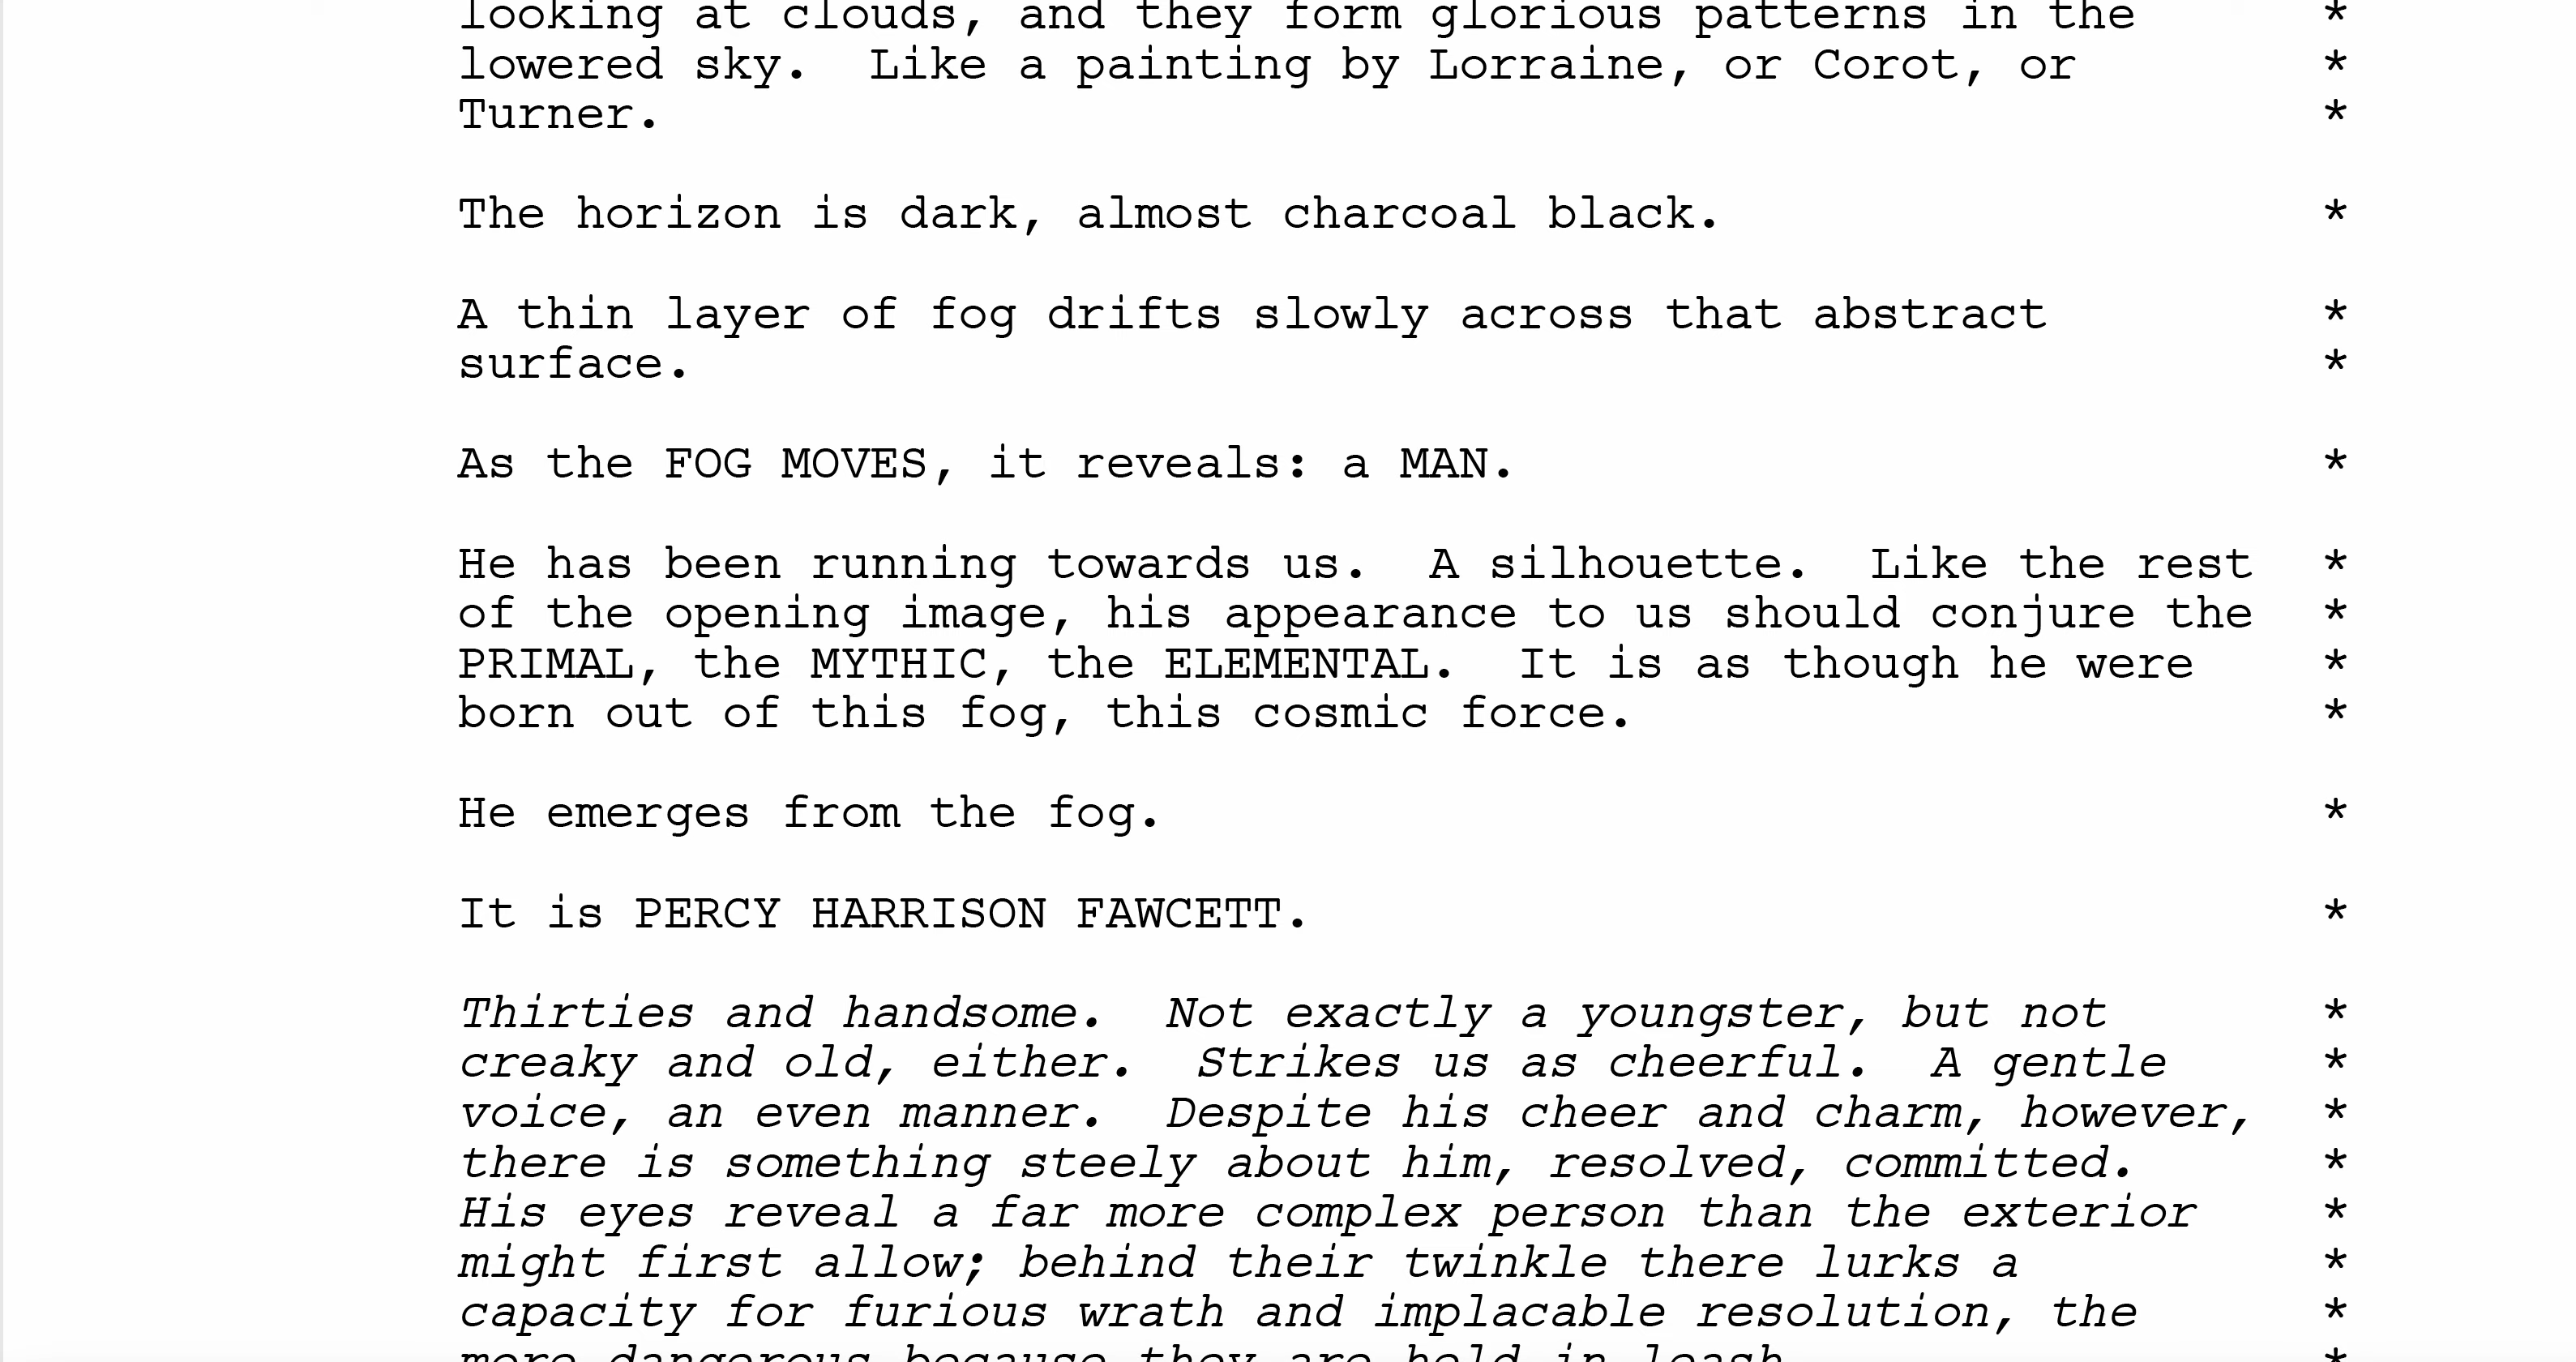 looking at clouds, and they form glorious patterns in the *
lowered sky.  Like a painting by Lorraine, or Corot, or *
Turner. *
The horizon is dark, almost charcoal black. *
A thin layer of fog drifts slowly across that abstract *
surface. *
As the FOG MOVES, it reveals: a MAN. *
He has been running towards us.  A silhouette.  Like the rest *
of the opening image, his appearance to us should conjure the *
PRIMAL, the MYTHIC, the ELEMENTAL.  It is as though he were *
born out of this fog, this cosmic force. *
He emerges from the fog. *
It is PERCY HARRISON FAWCETT. *
Thirties and handsome.  Not exactly a youngster, but not *
creaky and old, either.  Strikes us as cheerful.  A gentle *
voice, an even manner.  Despite his cheer and charm, however, *
there is something steely about him, resolved, committed. *
His eyes reveal a far more complex person than the exterior *
might first allow; behind their twinkle there lurks a *
capacity for furious wrath and implacable resolution, the *
more dangerous because they are held in leash *